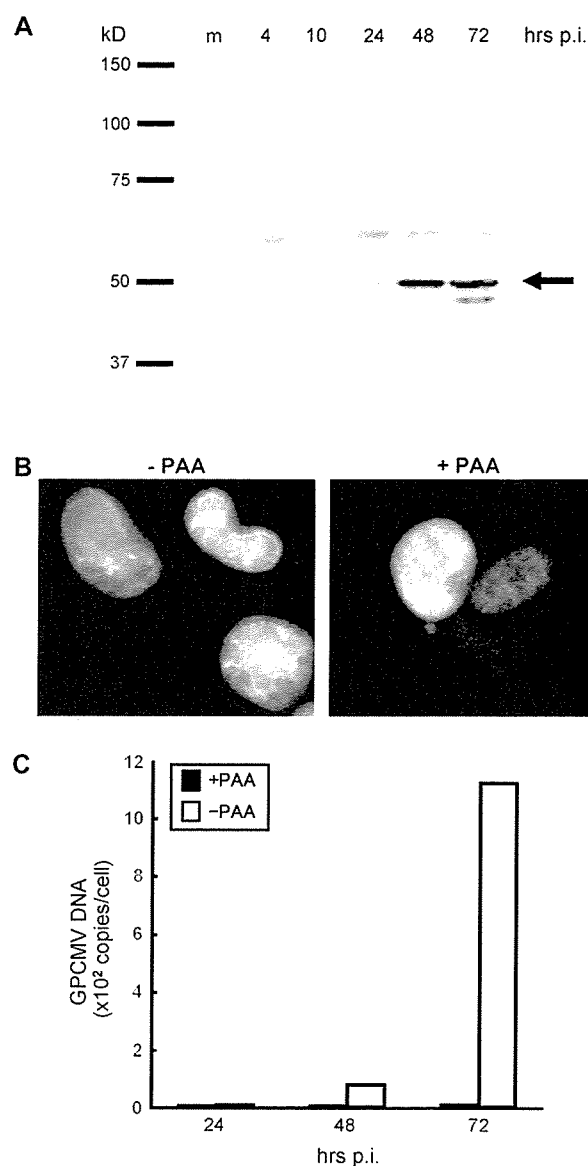 A
kD m 4 10 24 48 72 hrs p.i.
150
100
75
50
37
B
- PAA + PAA
C
+PAA
−PAA
GPCMV DNA
(x10² copies/cell)
12
10
8
6
4
2
0
24 48 72
hrs p.i.